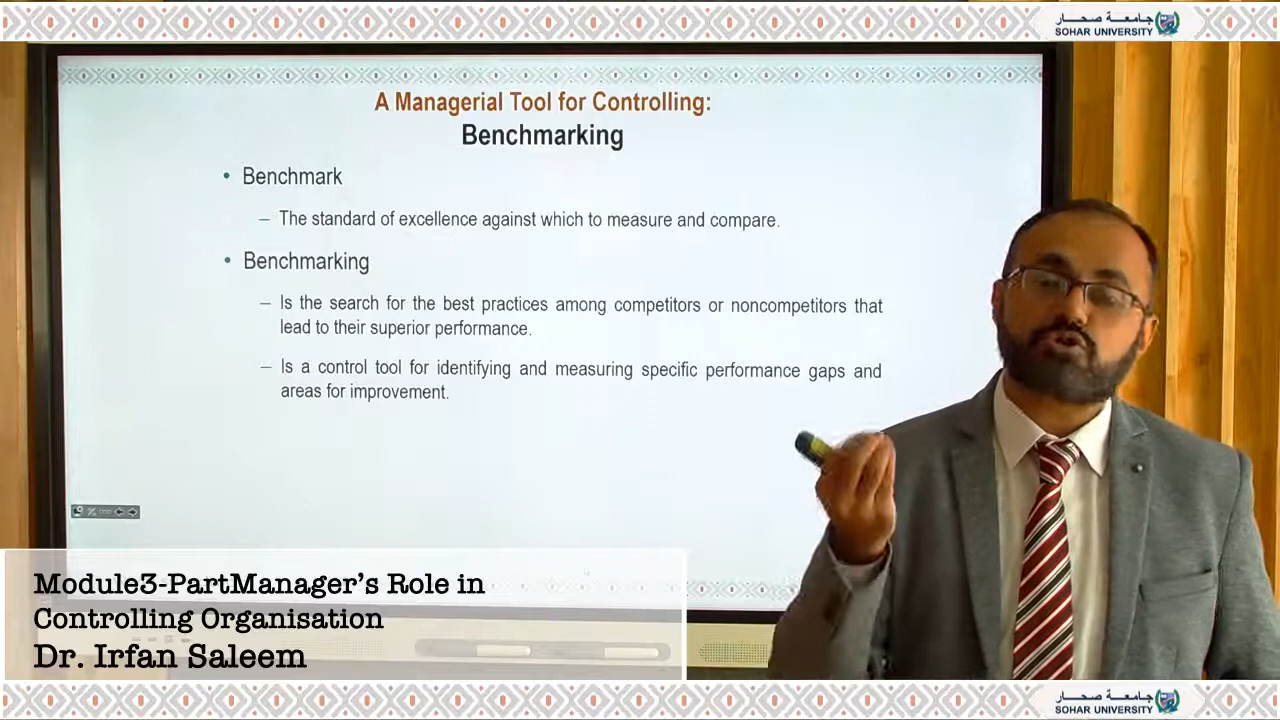 جامعة صحار
SOHAR UNIVERSITY
A Managerial Tool for Controlling:
Benchmarking
• Benchmark
– The standard of excellence against which to measure and compare.
• Benchmarking
– Is the search for the best practices among competitors or noncompetitors that
lead to their superior performance.
– Is a control tool for identifying and measuring specific performance gaps and
areas for improvement.
Module3-PartManager's Role in
Controlling Organisation
Dr. Irfan Saleem
جامعة صحار
SOHAR UNIVERSITY